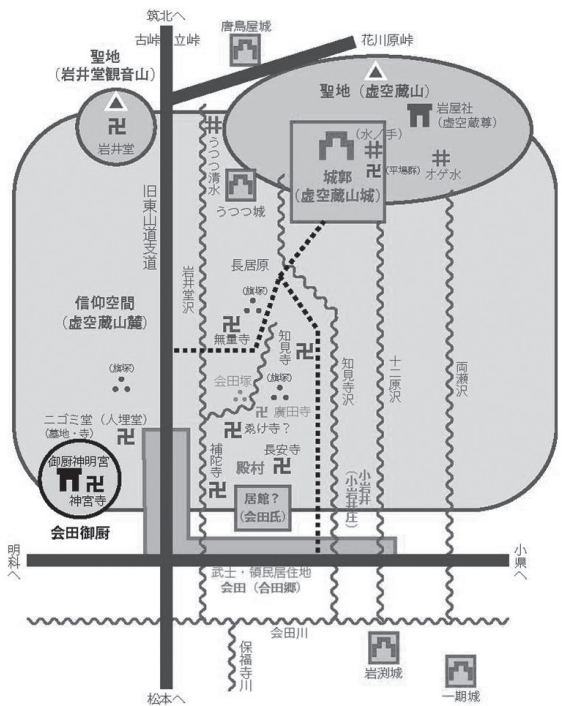 筑北へ
古峠
立峠
唐鳥屋城
花川原峠
聖地
(岩井堂観音山)
岩井堂
聖地(虚空蔵山)
岩屋社
(虚空蔵尊)
(水ノ手)
城郭
(虚空蔵山城)
(平場群)
オゲ水
うつつ清水
うつつ城
旧東山道支道
岩井堂沢
長居原
信仰空間
(虚空蔵山麓)
(旗塚)
無量寺
知見寺
知見寺沢
十二原沢
両瀬沢
(旗塚)
会田塚
(旗塚)
廣田寺
ニゴミ堂(人埋堂)
(墓地・寺)
ゑけ寺?
御厨神明宮
神宮寺
補陀寺
長安寺
殿村
居館?
(会田氏)
小岩井
(小岩井庄)
会田御厨
明科へ
小県へ
武士・領民居住地
会田(合田郷)
会田川
保福寺川
岩渕城
一期城
松本へ